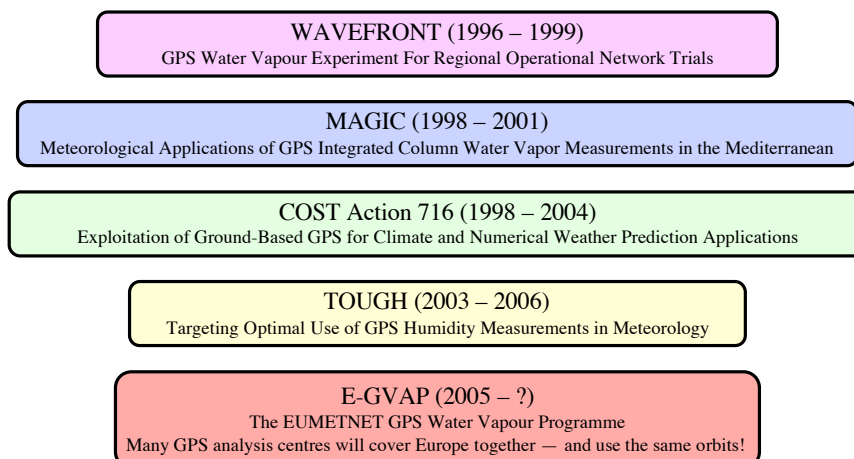 WAVEFRONT (1996 – 1999)
GPS Water Vapour Experiment For Regional Operational Network Trials
MAGIC (1998 – 2001)
Meteorological Applications of GPS Integrated Column Water Vapor Measurements in the Mediterranean
COST Action 716 (1998 – 2004)
Exploitation of Ground-Based GPS for Climate and Numerical Weather Prediction Applications
TOUGH (2003 – 2006)
Targeting Optimal Use of GPS Humidity Measurements in Meteorology
E-GVAP (2005 – ?)
The EUMETNET GPS Water Vapour Programme
Many GPS analysis centres will cover Europe together — and use the same orbits!